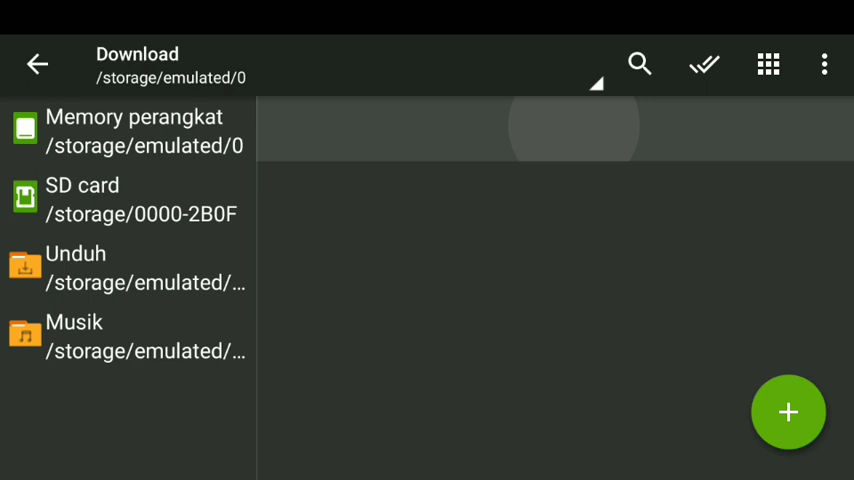 Download
/storage/emulated/0
Memory perangkat
/storage/emulated/0
SD card
/storage/0000-2B0F
Unduh
/storage/emulated/...
Musik
/storage/emulated/...